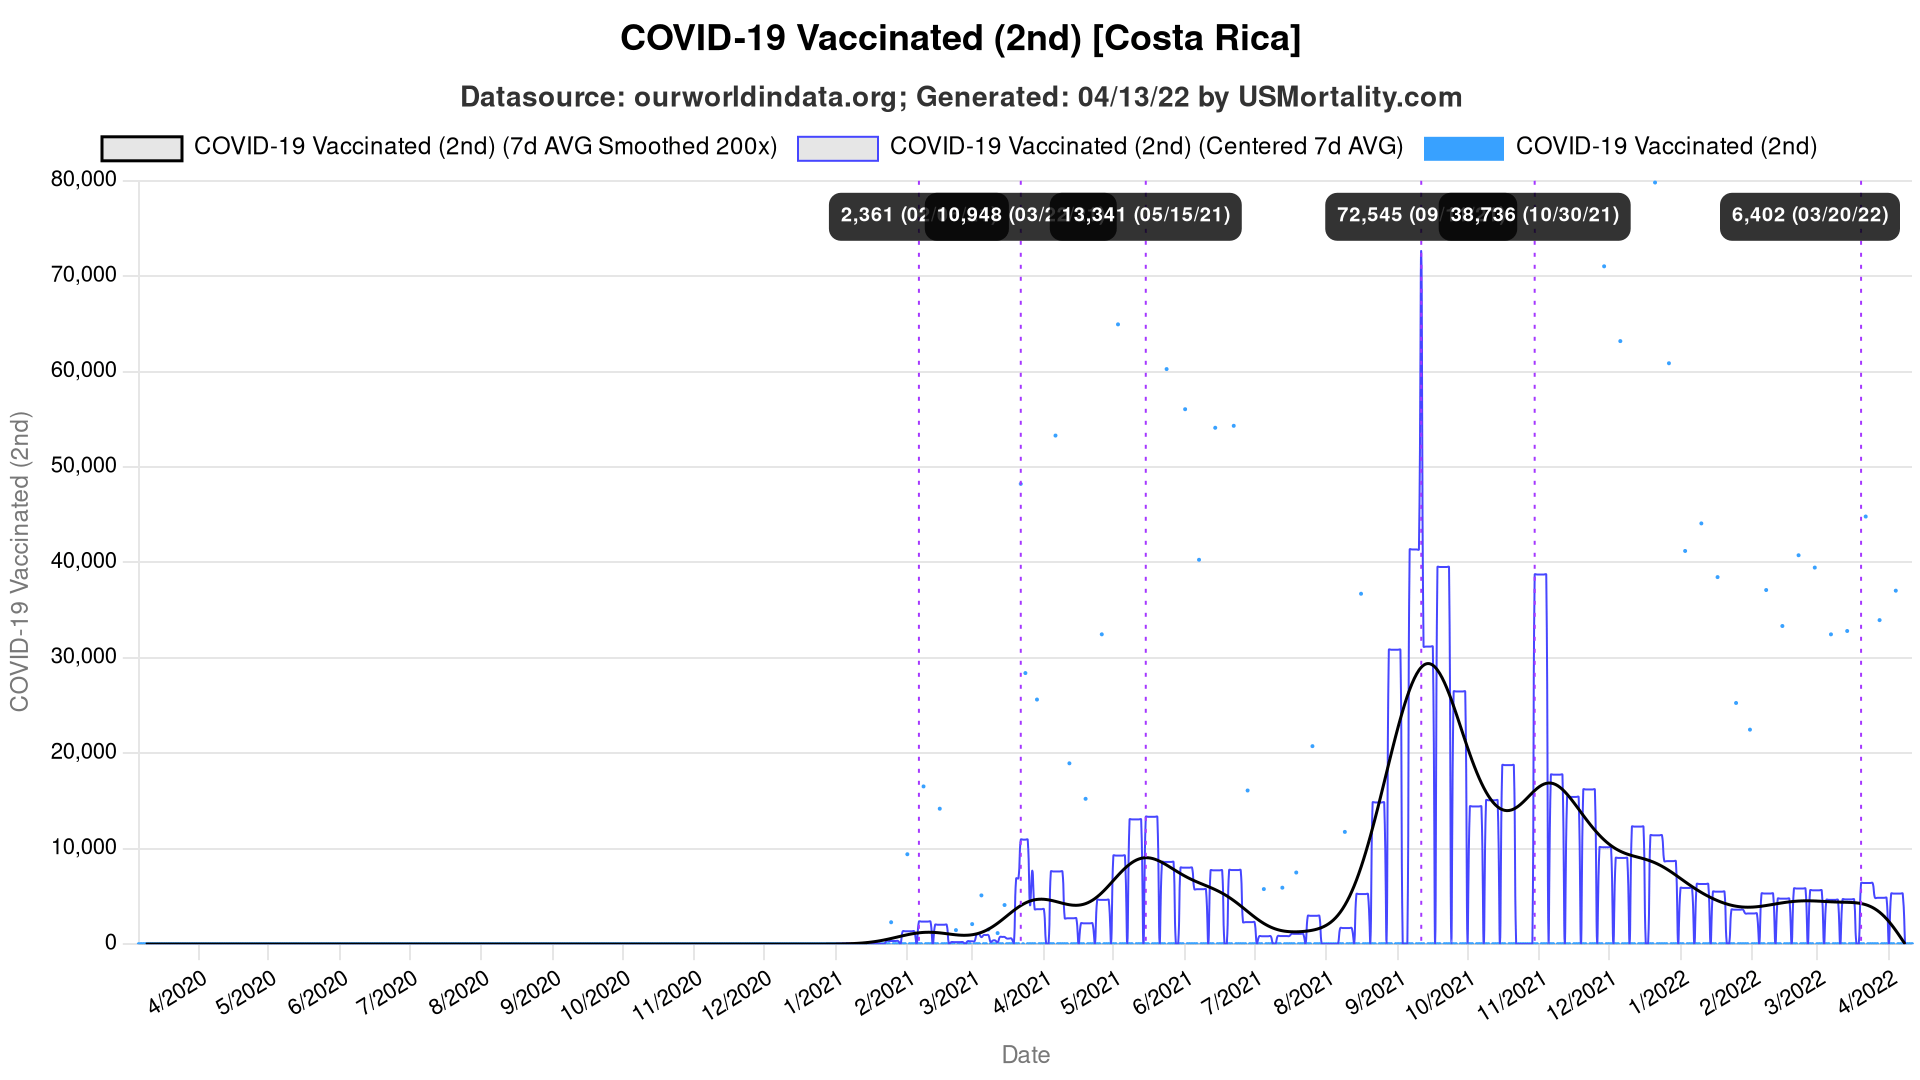 COVID-19 Vaccinated (2nd) [Costa Rica]
Datasource: ourworldindata.org; Generated: 04/13/22 by USMortality.com
COVID-19 Vaccinated (2nd) (7d AVG Smoothed 200x) COVID-19 Vaccinated (2nd) (Centered 7d AVG) COVID-19 Vaccinated (2nd)
2,361 (02 10,948 (03/2 13,341 (05/15/21) 72,545 (09 38,736 (10/30/21) 6,402 (03/20/22)
80,000
70,000
60,000
50,000
40,000
30,000
20,000
10,000
0
COVID-19 Vaccinated (2nd)
4/2020 5/2020 6/2020 7/2020 8/2020 9/2020 10/2020 11/2020 12/2020 1/2021 2/2021 3/2021 4/2021 5/2021 6/2021 7/2021 8/2021 9/2021 10/2021 11/2021 12/2021 1/2022 2/2022 3/2022 4/2022
Date